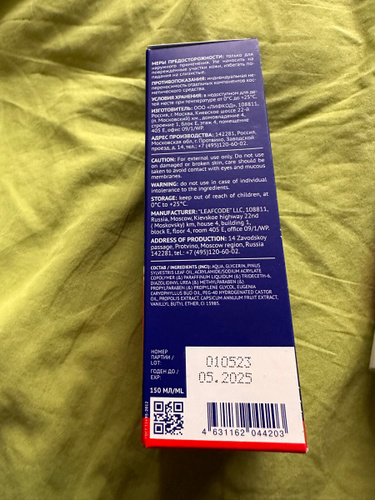 МЕРЫ ПРЕДОСТОРОЖНОСТИ: только для
наружного применения. Не наносить на
повреждённые участки кожи, избегать по-
падания на слизистые.
ПРОТИВОПОКАЗАНИЯ: индивидуальная не-
переносимость отдельных компонентов кос-
метического средства.
УСЛОВИЯ ХРАНЕНИЯ: в недоступном для де-
тей месте при температуре от 0°С до +25°С.
ИЗГОТОВИТЕЛЬ: ООО «ЛИФКОД», 108811,
Россия, г. Москва, Киевское шоссе 22-й
(п. Московский) км., домовладение 4,
строение 1, блок Е, этаж 4, помещение
405 Е, офис 09/1/WP.
АДРЕС ПРОИЗВОДСТВА: 142281, Россия,
Московская обл, г. Протвино, Заводской
проезд, д. 14, тел.: +7 (495)120-60-02.
CAUTION: For external use only. Do not use
on damaged or broken skin, care should be
taken to avoid contact with eyes and mucous
membranes.
WARNING: do not use in case of individual
intolerance to the ingredients.
STORAGE: keep out of reach of children, at
0°C to +25°C.
MANUFACTURER: "LEAFCODE" LLC, 108811,
Russia, Moscow, Kievskoe highway 22nd
( Moskovsky) km, house 4, building 1,
block E, floor 4, room 405 E, office 09/1/WP.
ADDRESS OF PRODUCTION: 14 Zavodskoy
passage, Protvino, Moscow region, Russia
142281, tel.: +7 (495)120-60-02.
СОСТАВ / INGREDIENTS (INCI): AQUA, GLYCERIN, PINUS
SYLVESTRIS LEAF OIL, ACRYLAMIDE/SODIUM ACRYLATE
COPOLYMER (&) PARAFFINUM LIQUIDUM (&) TRIDECETH-6,
DIAZOLIDINYL UREA (&) METHYLPARABEN (&)
PROPYLPARABEN (&) PROPYLENE GLYCOL, EUGENIA
CARYOPHYLLUS BUD OIL, PEG-40 HYDROGENATED CASTOR
OIL, PROPOLIS EXTRACT, CAPSICUM ANNUUM FRUIT EXTRACT,
VANILLYL BUTYL ETHER, CI 15985.
НОМЕР
ПАРТИИ /
LOT:
010523
ГОДЕН ДО /
EXP:
05.2025
150 МЛ/ML
4 631162 044203